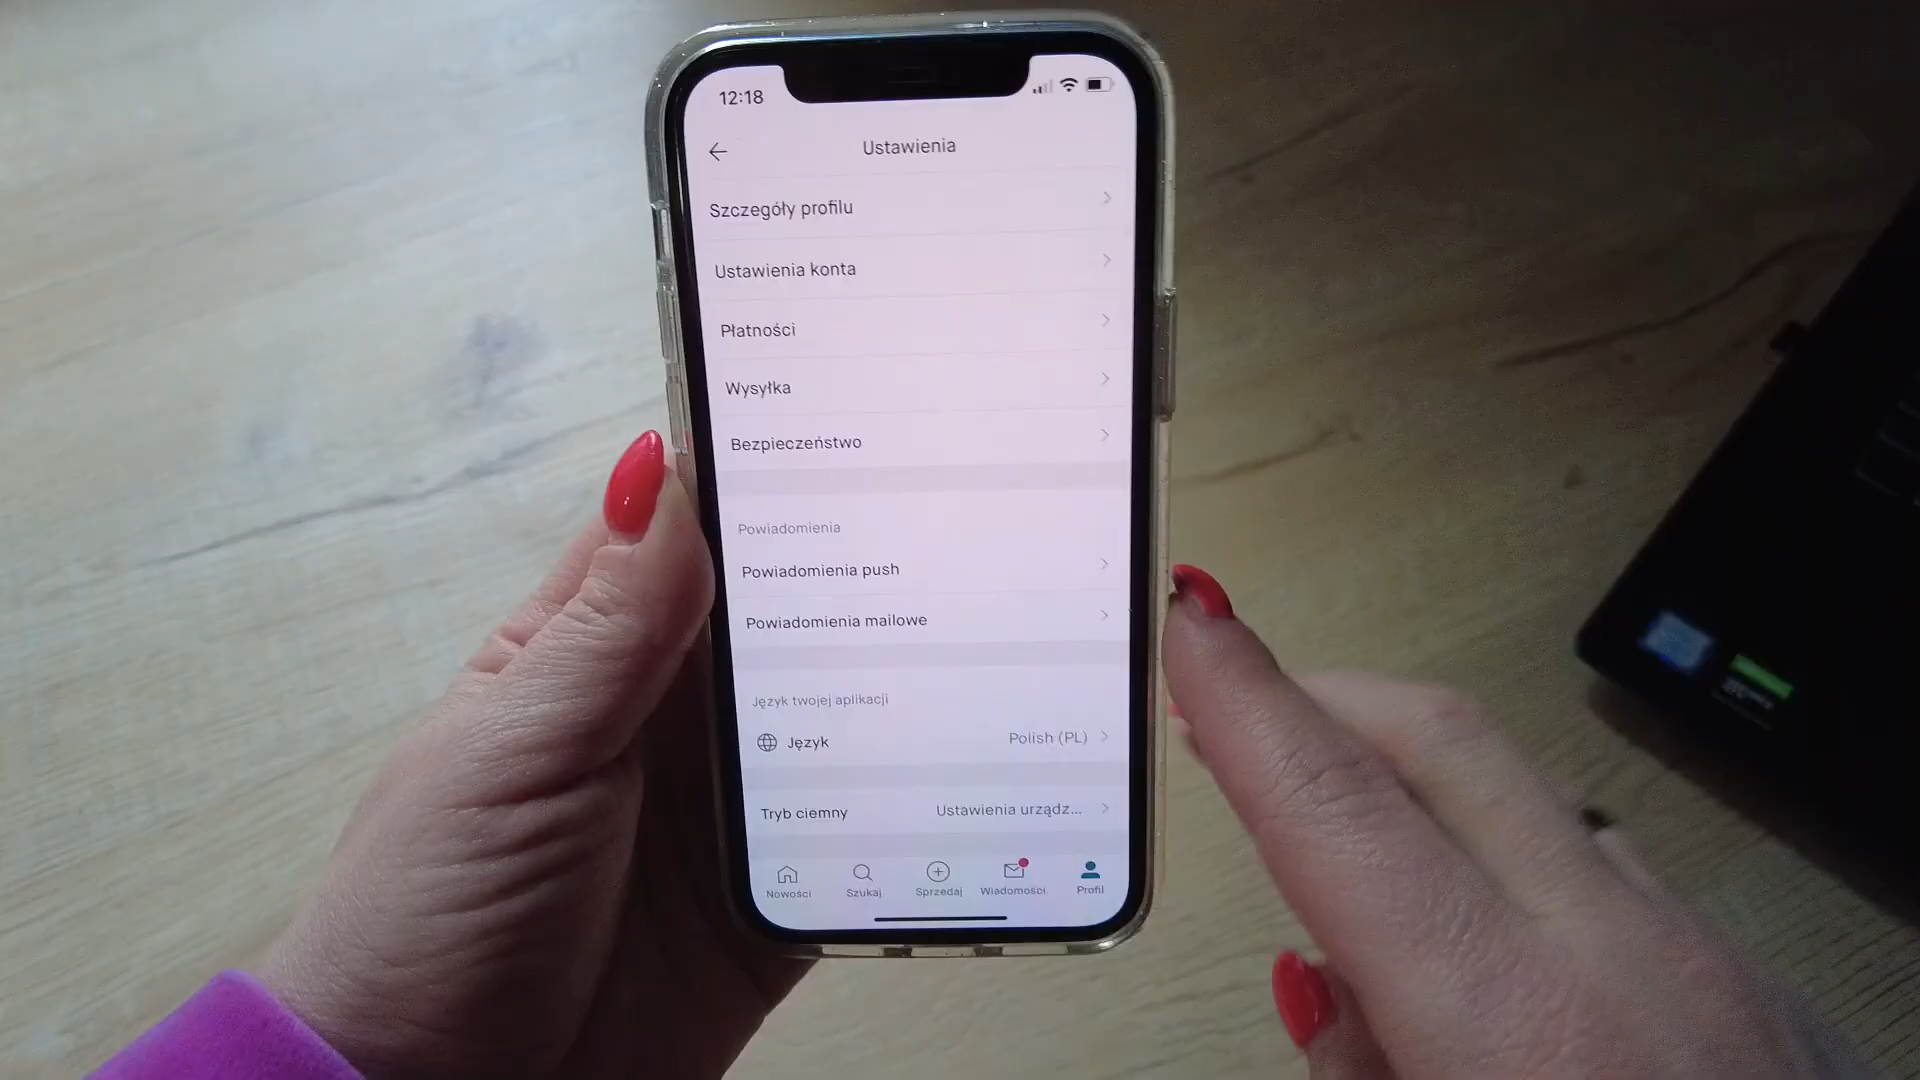 12:18
Ustawienia
Szczegóły profilu
Ustawienia konta
Płatności
Wysyłka
Bezpieczeństwo
Powiadomienia
Powiadomienia push
Powiadomienia mailowe
Język twojej aplikacji
Język Polish (PL)
Tryb ciemny Ustawienia urządz...
Nowości Szukaj Sprzedaj Wiadomości Profil